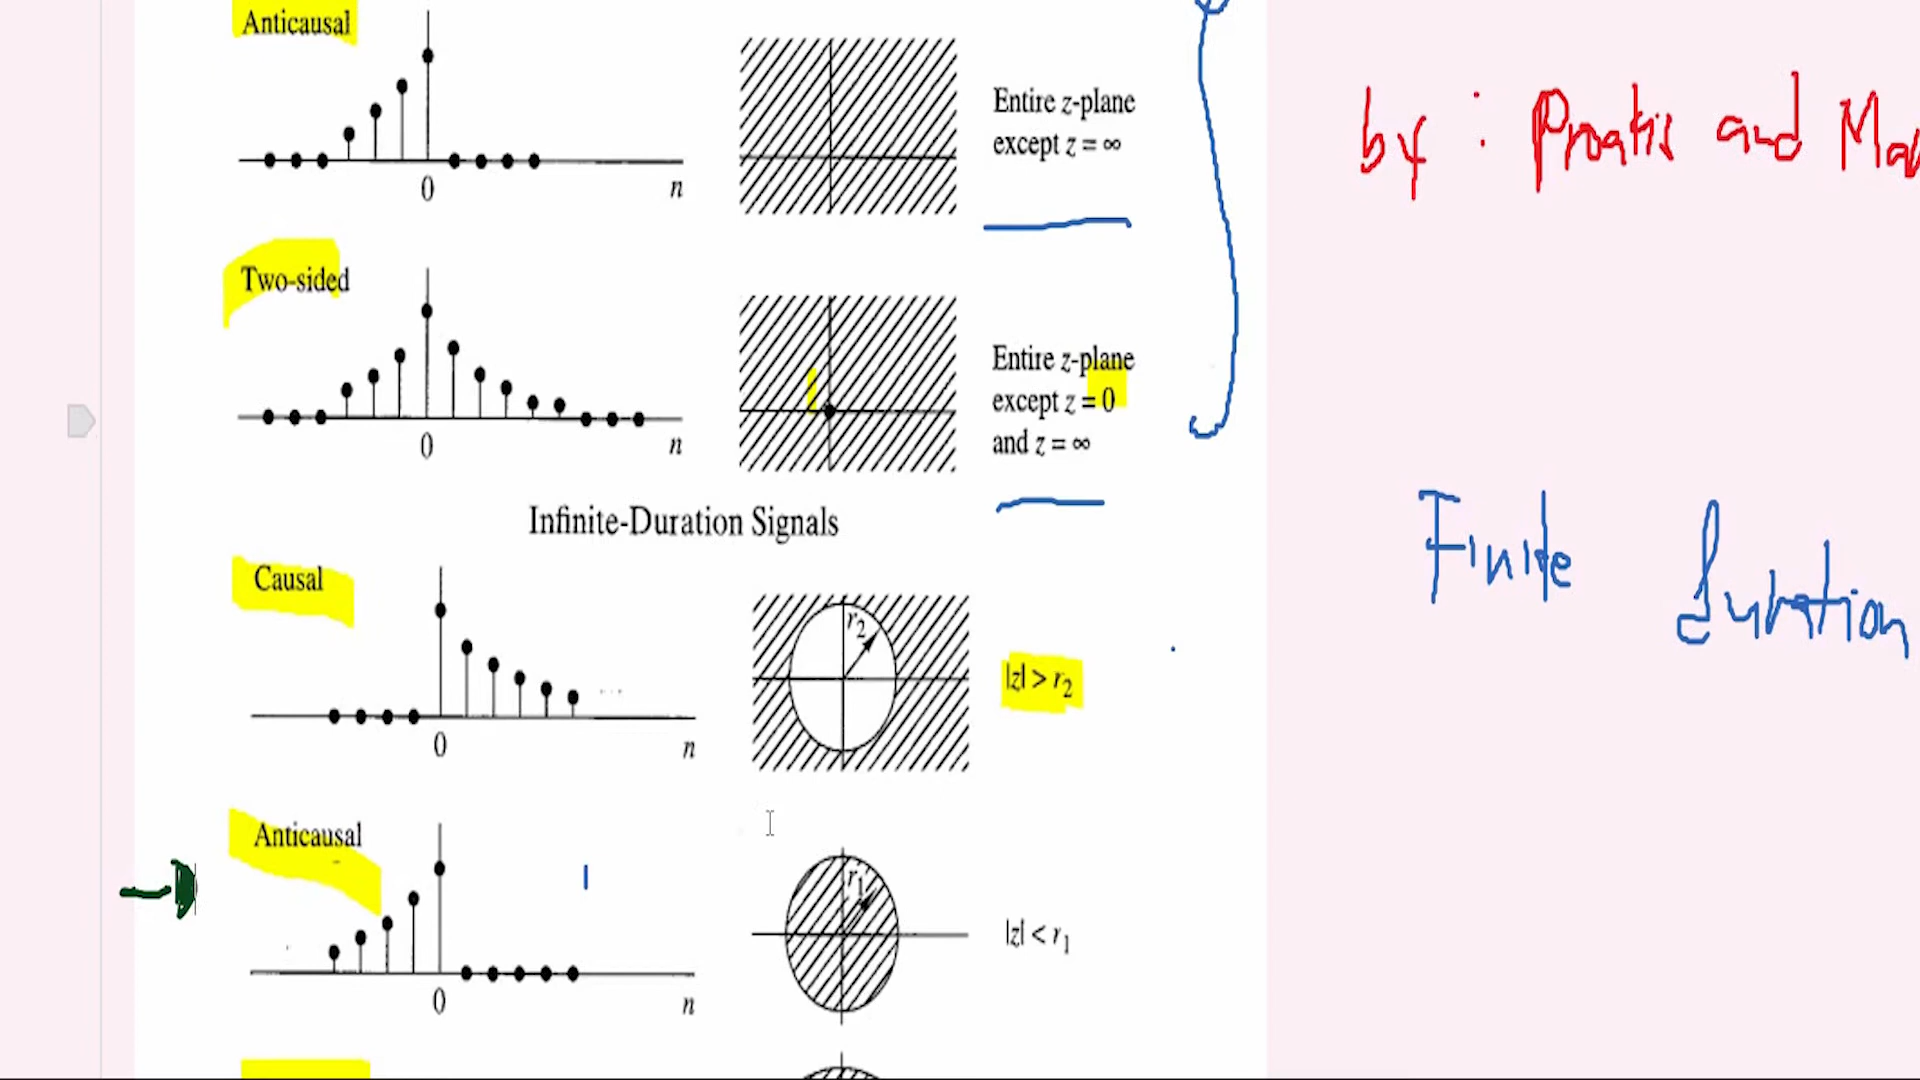 Anticausal
Entire z-plane
except z = ∞
0
n
by : Proakis and
Two-sided
Entire z-plane
except z = 0
and z = ∞
0
n
Infinite-Duration Signals
Finite duration
Causal
r₂
|z| > r₂
0
n
Anticausal
r₁
|z| < r₁
0
n